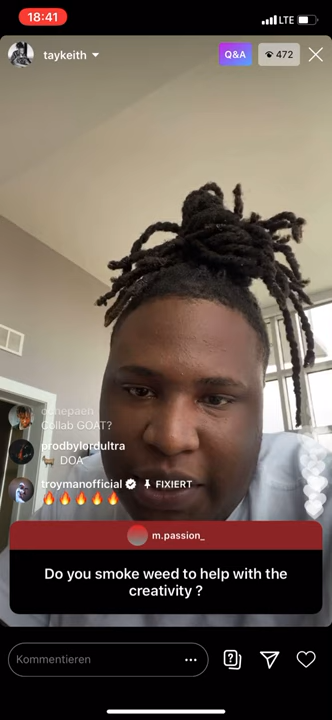 18:41
LTE
taykeith
Q&A
472
Collab GOAT?
prodbylordultra
🐐 DOA
troymanofficial FIXIERT
🔥🔥🔥🔥🔥
m.passion_
Do you smoke weed to help with the
creativity ?
Kommentieren